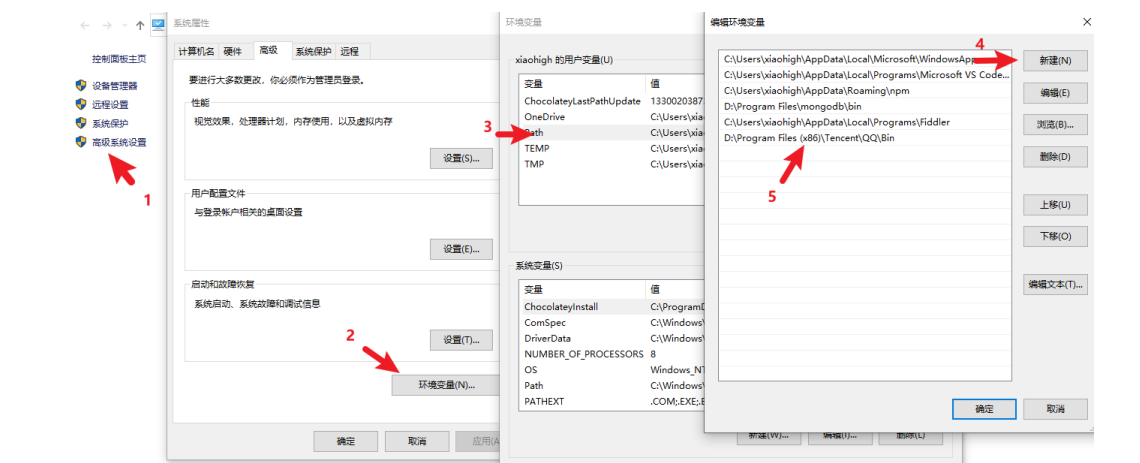 控制面板主页
设备管理器
远程设置
系统保护
高级系统设置
1
系统属性
计算机名 硬件 高级 系统保护 远程
要进行大多数更改，你必须作为管理员登录。
性能
视觉效果，处理器计划，内存使用，以及虚拟内存
设置(S)...
用户配置文件
与登录帐户相关的桌面设置
设置(E)...
启动和故障恢复
系统启动、系统故障和调试信息
设置(T)...
2
环境变量(N)...
确定 取消 应用(A
环境变量
xiaohigh 的用户变量(U)
变量 值
ChocolateyLastPathUpdate 1330020387
OneDrive C:\Users\xia
3
Path C:\Users\xia
TEMP C:\Users\xia
TMP C:\Users\xia
系统变量(S)
变量 值
ChocolateyInstall C:\Program
ComSpec C:\Windows\
DriverData C:\Windows\
NUMBER_OF_PROCESSORS 8
OS Windows_NT
Path C:\Windows\
PATHEXT .COM;.EXE;.
新建(W)... 编辑(I)... 删除(L)
编辑环境变量
4
C:\Users\xiaohigh\AppData\Local\Microsoft\WindowsApp
C:\Users\xiaohigh\AppData\Local\Programs\Microsoft VS Code...
C:\Users\xiaohigh\AppData\Roaming\npm
D:\Program Files\mongodb\bin
C:\Users\xiaohigh\AppData\Local\Programs\Fiddler
D:\Program Files (x86)\Tencent\QQ\Bin
5
新建(N)
编辑(E)
浏览(B)...
删除(D)
上移(U)
下移(O)
编辑文本(T)...
确定 取消